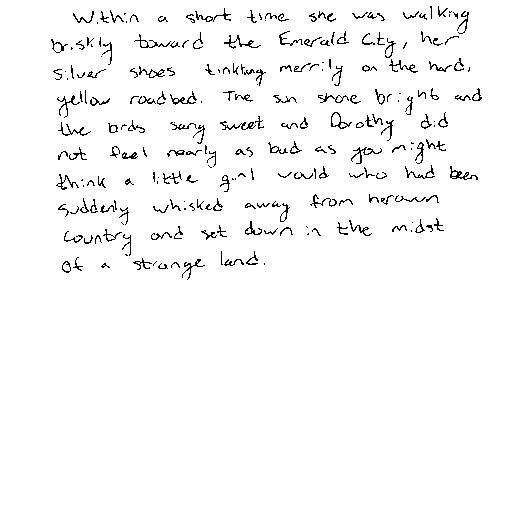 Within a short time she was walking
briskly toward the Emerald City, her
silver shoes tinkling merrily on the hard,
yellow roadbed. The sun shone bright and
the birds sang sweet and Dorothy did
not feel nearly as bad as you might
think a little girl would who had been
suddenly whisked away from her own
country and set down in the midst
of a strange land.